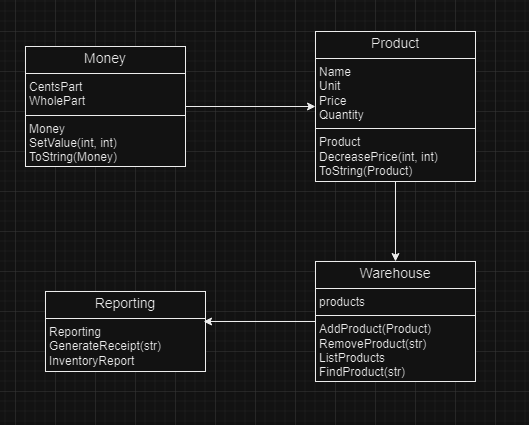 Money
CentsPart
WholePart
Money
SetValue(int, int)
ToString(Money)
Product
Name
Unit
Price
Quantity
Product
DecreasePrice(int, int)
ToString(Product)
Warehouse
products
AddProduct(Product)
RemoveProduct(str)
ListProducts
FindProduct(str)
Reporting
Reporting
GenerateReceipt(str)
InventoryReport